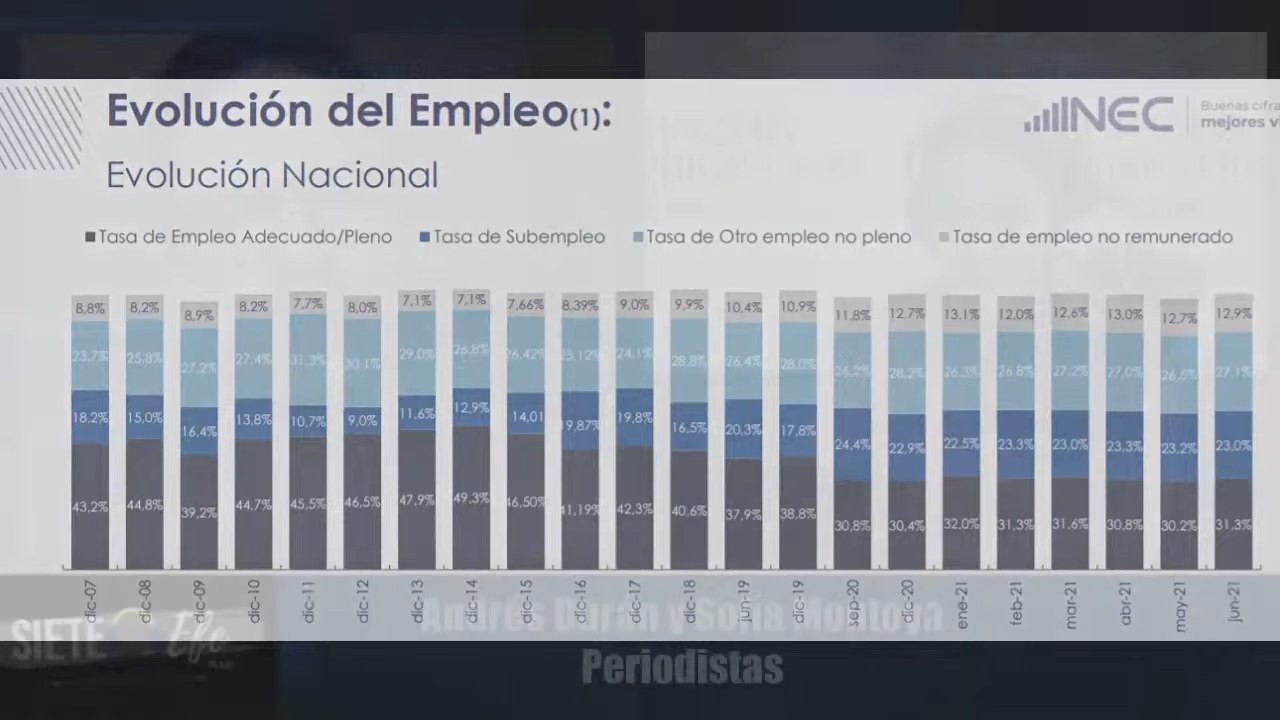 Evolución del Empleo(1):
Evolución Nacional
INEC
Buenas cifra
mejores v
Tasa de Empleo Adecuado/Pleno Tasa de Subempleo Tasa de Otro empleo no pleno Tasa de empleo no remunerado
8,8% 8,2% 8.9% 8.2% 7.7% 8,0% 7,1% 7,1% 7,66% 8,39% 9,0% 9,9% 10,4% 10,9% 11,8% 12,7% 13,1% 12,0% 12,6% 13,0% 12,7% 12,9%
23,7% 25,8% 27,2% 27,4% 31,3% 30,1% 29,0% 26,8% 26,42% 25,12% 24,1% 28,8% 26,4% 28,0% 26,2% 28,2% 26,3% 26,8% 27,2% 27,0% 26,5% 27,1%
18,2% 15,0% 16,4% 13,8% 10,7% 9,0% 11,6% 12,9% 14,01 9,87% 19,8% 16,5% 20,3% 17,8% 24,4% 22,9% 22,5% 23,3% 23,0% 23,3% 23,2% 23,0%
43,2% 44,8% 39,2% 44,7% 45,5% 46,5% 47,9% 49,3% 46,50% 41,19% 42,3% 40,6% 37,9% 38,8% 30,8% 30,4% 32,0% 31,3% 31,6% 30,8% 30,2% 31,3%
dic-07 dic-08 dic-09 dic-10 dic-11 dic-12 dic-13 dic-14 dic-15 dic-16 dic-17 dic-18 jun-19 dic-19 sep-20 dic-20 ene-21 feb-21 mar-21 abr-21 may-21 jun-21
Andrés Durán y Sofía Montoya
Periodistas
SIETE
Efe